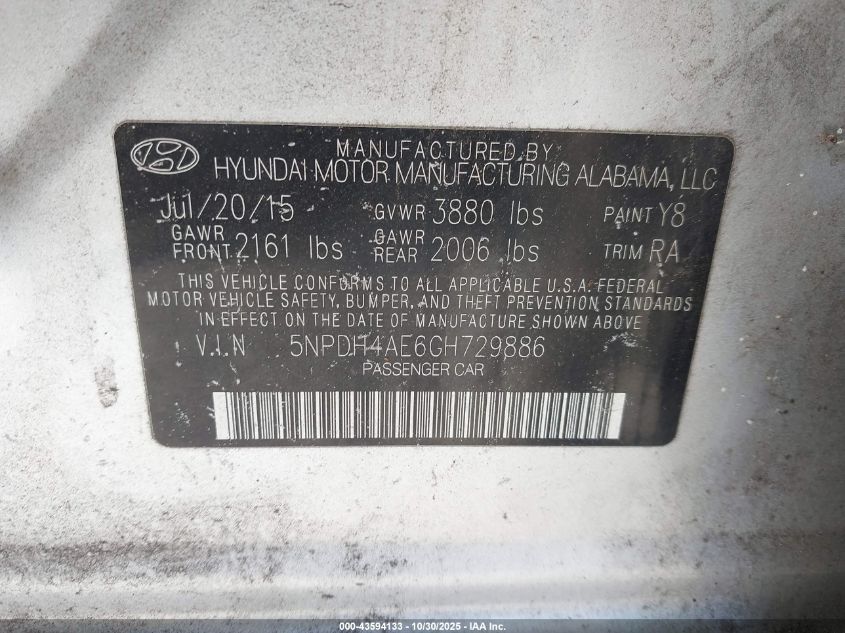 MANUFACTURED BY
HYUNDAI MOTOR MANUFACTURING ALABAMA, LLC
Jul/20/15 GVWR 3880 lbs PAINT Y8
GAWR FRONT 2161 lbs GAWR REAR 2006 lbs TRIM RA
THIS VEHICLE CONFORMS TO ALL APPLICABLE U.S.A. FEDERAL
MOTOR VEHICLE SAFETY, BUMPER, AND THEFT PREVENTION STANDARDS
IN EFFECT ON THE DATE OF MANUFACTURE SHOWN ABOVE
V.I.N 5NPDH4AE6GH729886
PASSENGER CAR
000-43594133 - 10/30/2025 - IAA Inc.